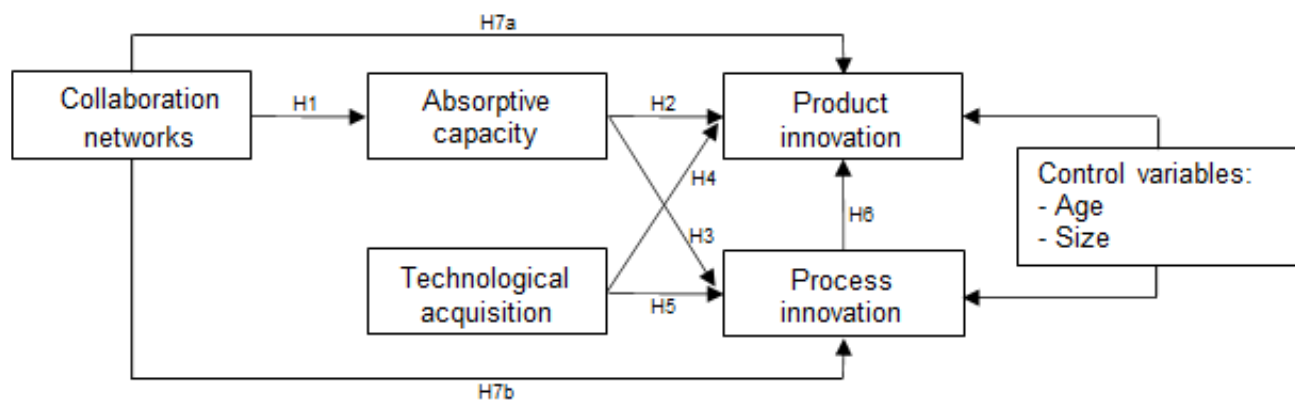 H7a
Collaboration
networks
H1
Absorptive
capacity
H2
Product
innovation
H4
H3
H6
Control variables:
- Age
- Size
Technological
acquisition
H5
Process
innovation
H7b